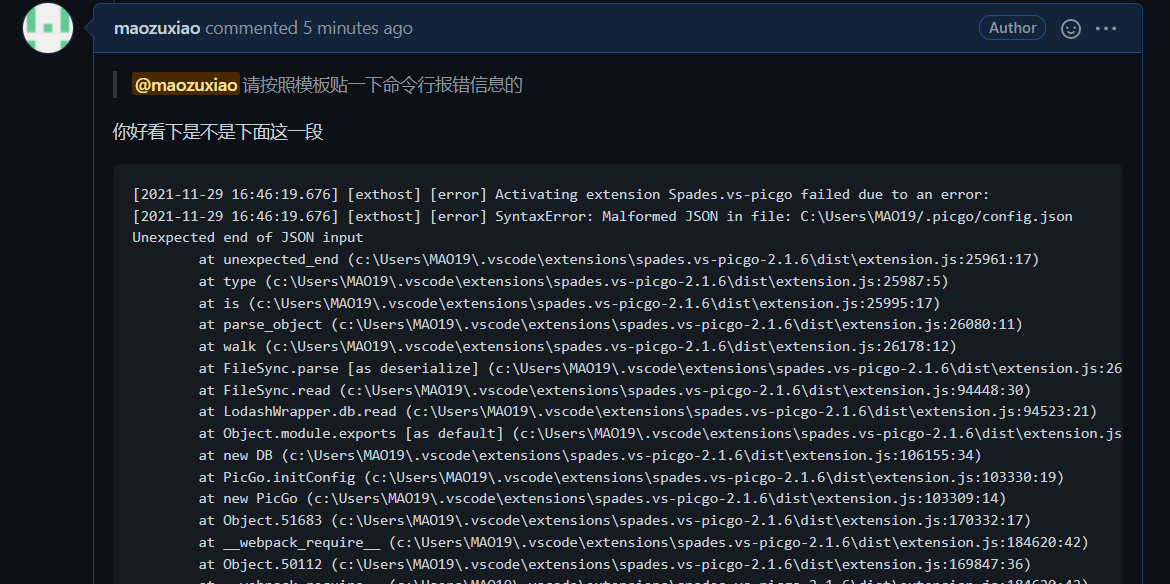 maozuxiao commented 5 minutes ago
Author
@maozuxiao 请按照模板贴一下命令行报错信息的
你好看下是不是下面这一段
[2021-11-29 16:46:19.676] [exthost] [error] Activating extension Spades.vs-picgo failed due to an error:
[2021-11-29 16:46:19.676] [exthost] [error] SyntaxError: Malformed JSON in file: C:\Users\MAO19/.picgo/config.json
Unexpected end of JSON input
at unexpected_end (c:\Users\MAO19\.vscode\extensions\spades.vs-picgo-2.1.6\dist\extension.js:25961:17)
at type (c:\Users\MAO19\.vscode\extensions\spades.vs-picgo-2.1.6\dist\extension.js:25987:5)
at is (c:\Users\MAO19\.vscode\extensions\spades.vs-picgo-2.1.6\dist\extension.js:25995:17)
at parse_object (c:\Users\MAO19\.vscode\extensions\spades.vs-picgo-2.1.6\dist\extension.js:26080:11)
at walk (c:\Users\MAO19\.vscode\extensions\spades.vs-picgo-2.1.6\dist\extension.js:26178:12)
at FileSync.parse [as deserialize] (c:\Users\MAO19\.vscode\extensions\spades.vs-picgo-2.1.6\dist\extension.js:26
at FileSync.read (c:\Users\MAO19\.vscode\extensions\spades.vs-picgo-2.1.6\dist\extension.js:94448:30)
at LodashWrapper.db.read (c:\Users\MAO19\.vscode\extensions\spades.vs-picgo-2.1.6\dist\extension.js:94523:21)
at Object.module.exports [as default] (c:\Users\MAO19\.vscode\extensions\spades.vs-picgo-2.1.6\dist\extension.js
at new DB (c:\Users\MAO19\.vscode\extensions\spades.vs-picgo-2.1.6\dist\extension.js:106155:34)
at PicGo.initConfig (c:\Users\MAO19\.vscode\extensions\spades.vs-picgo-2.1.6\dist\extension.js:103330:19)
at new PicGo (c:\Users\MAO19\.vscode\extensions\spades.vs-picgo-2.1.6\dist\extension.js:103309:14)
at Object.51683 (c:\Users\MAO19\.vscode\extensions\spades.vs-picgo-2.1.6\dist\extension.js:170332:17)
at __webpack_require__ (c:\Users\MAO19\.vscode\extensions\spades.vs-picgo-2.1.6\dist\extension.js:184620:42)
at Object.50112 (c:\Users\MAO19\.vscode\extensions\spades.vs-picgo-2.1.6\dist\extension.js:169847:36)